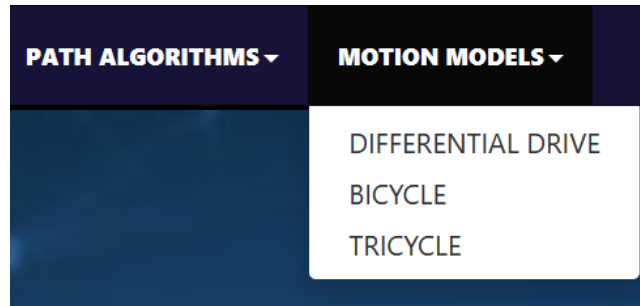 PATH ALGORITHMS
MOTION MODELS
DIFFERENTIAL DRIVE
BICYCLE
TRICYCLE